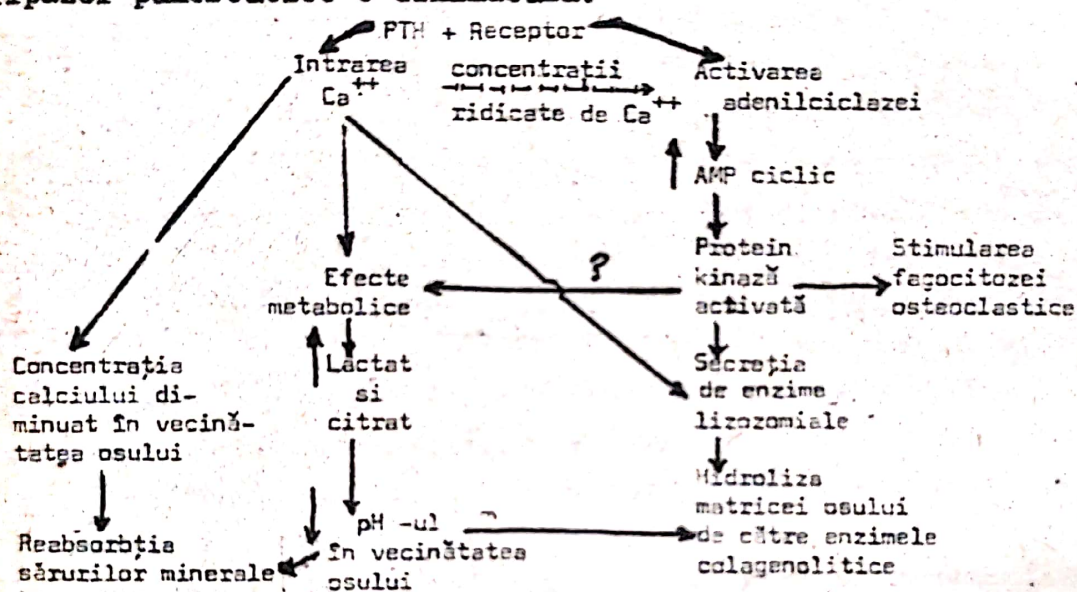 PTH + Receptor
Intrarea
Ca++
concentrații
ridicate de Ca++
Activarea
adenilciclazei
AMP ciclic
Protein
kinază
activată
Stimularea
fagocitozei
osteoclastice
?
Efecte
metabolice
Lactat
si
citrat
Secreția
de enzime
lizozomiale
Concentrația
calciului di-
minuat în vecină-
tatea osului
Hidroliza
matricei osului
de către enzimele
colagenolitice
pH -ul
în vecinătatea
osului
Reabsorbția
sărurilor minerale